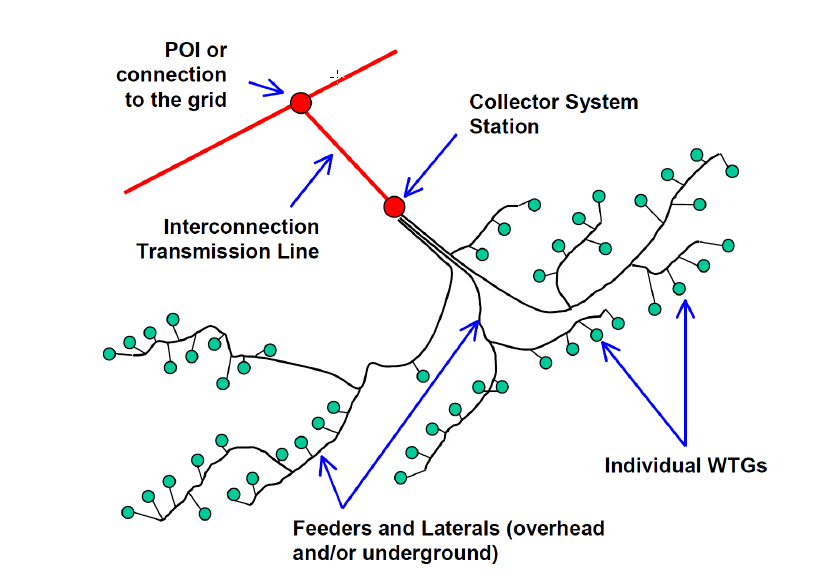 POI or
connection
to the grid
Collector System
Station
Interconnection
Transmission Line
Individual WTGs
Feeders and Laterals (overhead
and/or underground)